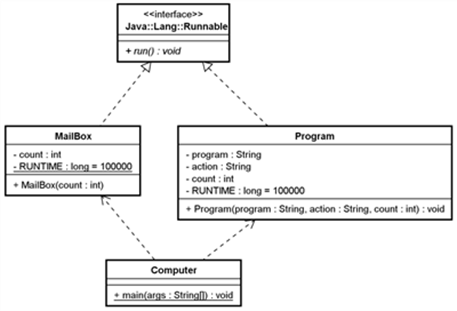 <<interface>>
Java::Lang::Runnable
+ run() : void
MailBox
- count : int
- RUNTIME : long = 100000
+ MailBox(count : int)
Program
- program : String
- action : String
- count : int
- RUNTIME : long = 100000
+ Program(program : String, action : String, count : int) : void
Computer
+ main(args : String[]) : void